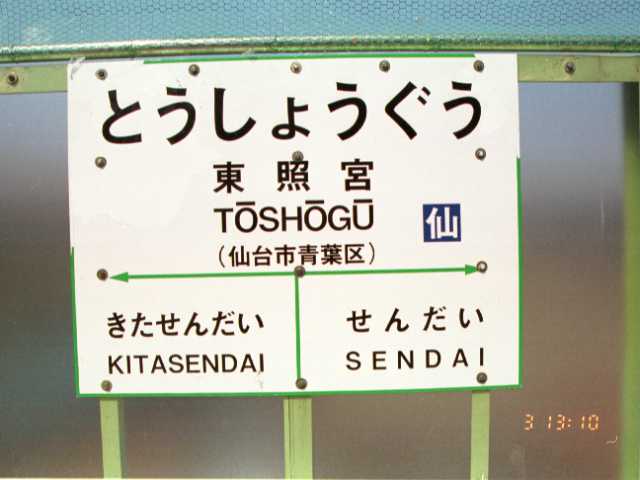 とうしょうぐう
東照宮
TŌSHŌGŪ
仙
(仙台市青葉区)
きたせんだい せんだい
KITASENDAI SENDAI
3 13:10